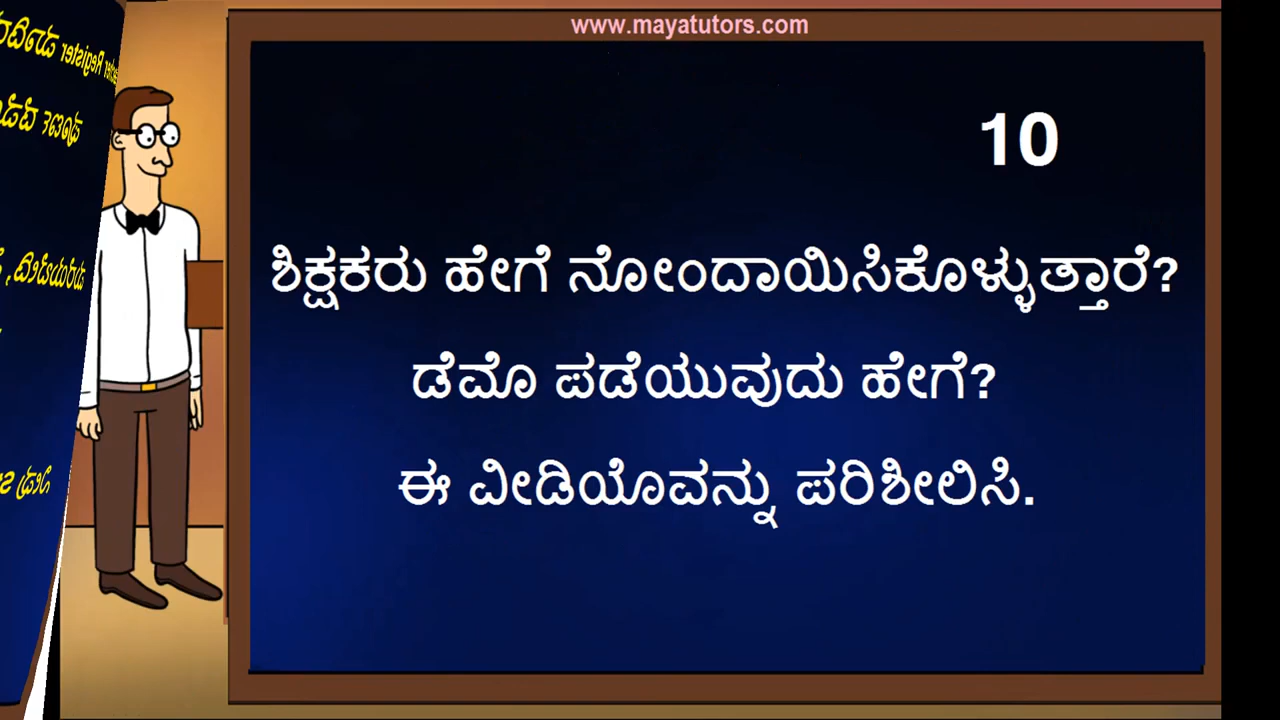 www.mayatutors.com
10
ಶಿಕ್ಷಕರು ಹೇಗೆ ನೋಂದಾಯಿಸಿಕೊಳ್ಳುತ್ತಾರೆ?
ಡೆಮೊ ಪಡೆಯುವುದು ಹೇಗೆ?
ಈ ವೀಡಿಯೊವನ್ನು ಪರಿಶೀಲಿಸಿ.